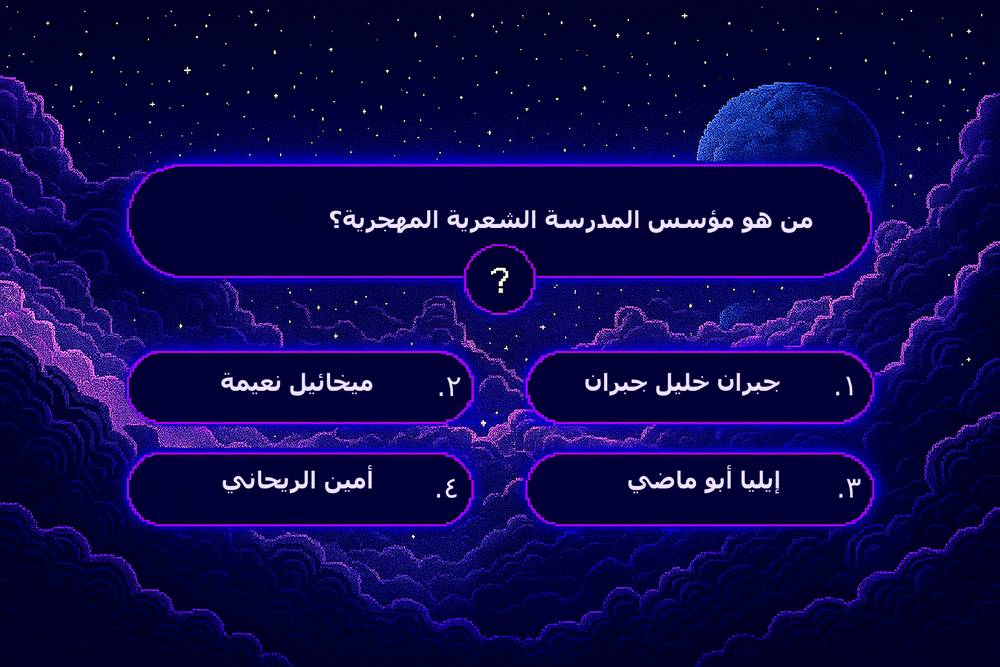 من هو مؤسس المدرسة الشعرية المهجرية؟
?
١. جبران خليل جبران
٢. ميخائيل نعيمة
٣. إيليا أبو ماضي
٤. أمين الريحاني